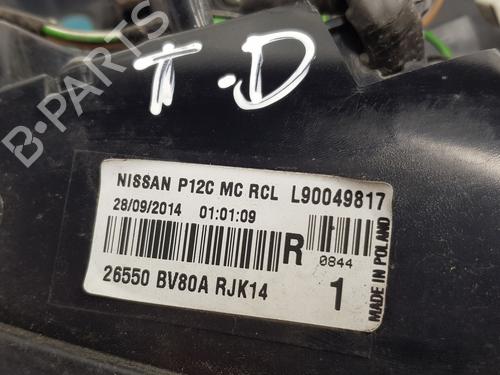 B-PARTS
T.D
NISSAN P12C MC RCL L90049817
28/09/2014 01:01:09
R
0844
26550 BV80A RJK14
1
MADE IN POLAND